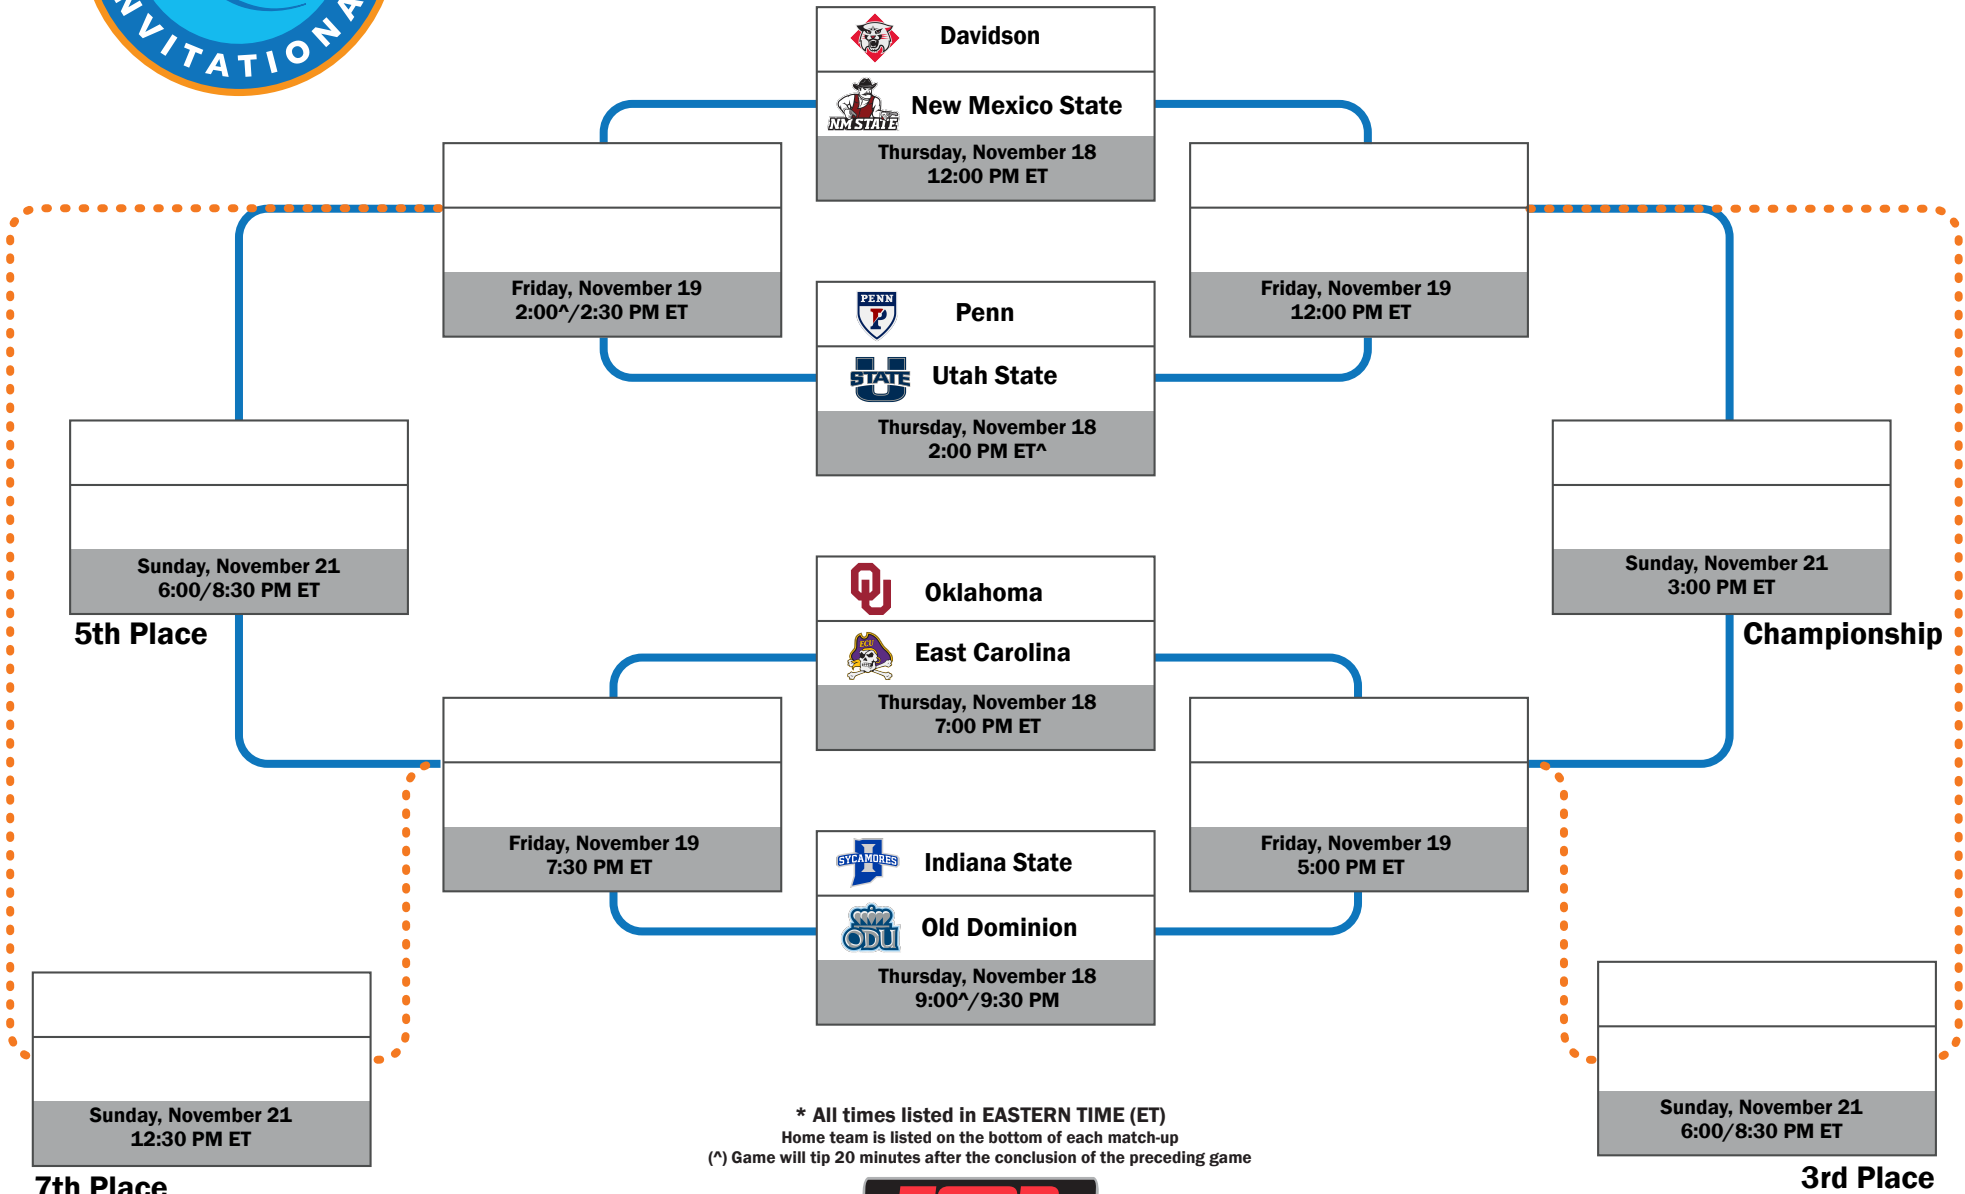 INVITATIONAL
Davidson
NM STATE
New Mexico State
Thursday, November 18
12:00 PM ET
Friday, November 19
2:00^/2:30 PM ET
Friday, November 19
12:00 PM ET
PENN
P
Penn
U
STATE
Utah State
Thursday, November 18
2:00 PM ET^
Sunday, November 21
6:00/8:30 PM ET
5th Place
Sunday, November 21
3:00 PM ET
Championship
OU
Oklahoma
ECU
East Carolina
Thursday, November 18
7:00 PM ET
Friday, November 19
7:30 PM ET
Friday, November 19
5:00 PM ET
I
SYCAMORES
Indiana State
ODU
Old Dominion
Thursday, November 18
9:00^/9:30 PM
Sunday, November 21
12:30 PM ET
7th Place
Sunday, November 21
6:00/8:30 PM ET
3rd Place
* All times listed in EASTERN TIME (ET)
Home team is listed on the bottom of each match-up
(^) Game will tip 20 minutes after the conclusion of the preceding game